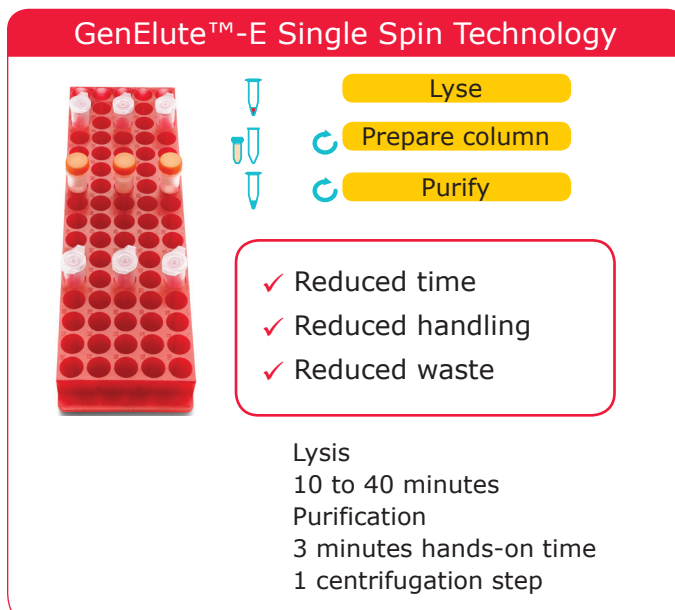 GenElute™-E Single Spin Technology
Lyse
Prepare column
Purify
✓ Reduced time
✓ Reduced handling
✓ Reduced waste
Lysis
10 to 40 minutes
Purification
3 minutes hands-on time
1 centrifugation step